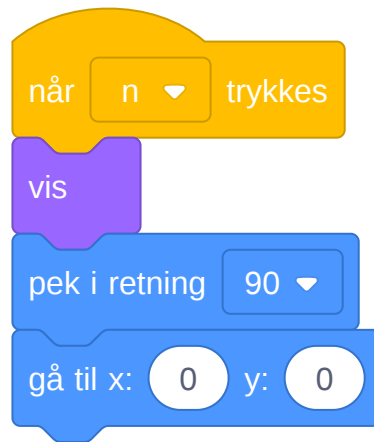 når n trykkes
vis
pek i retning 90
gå til x: 0 y: 0